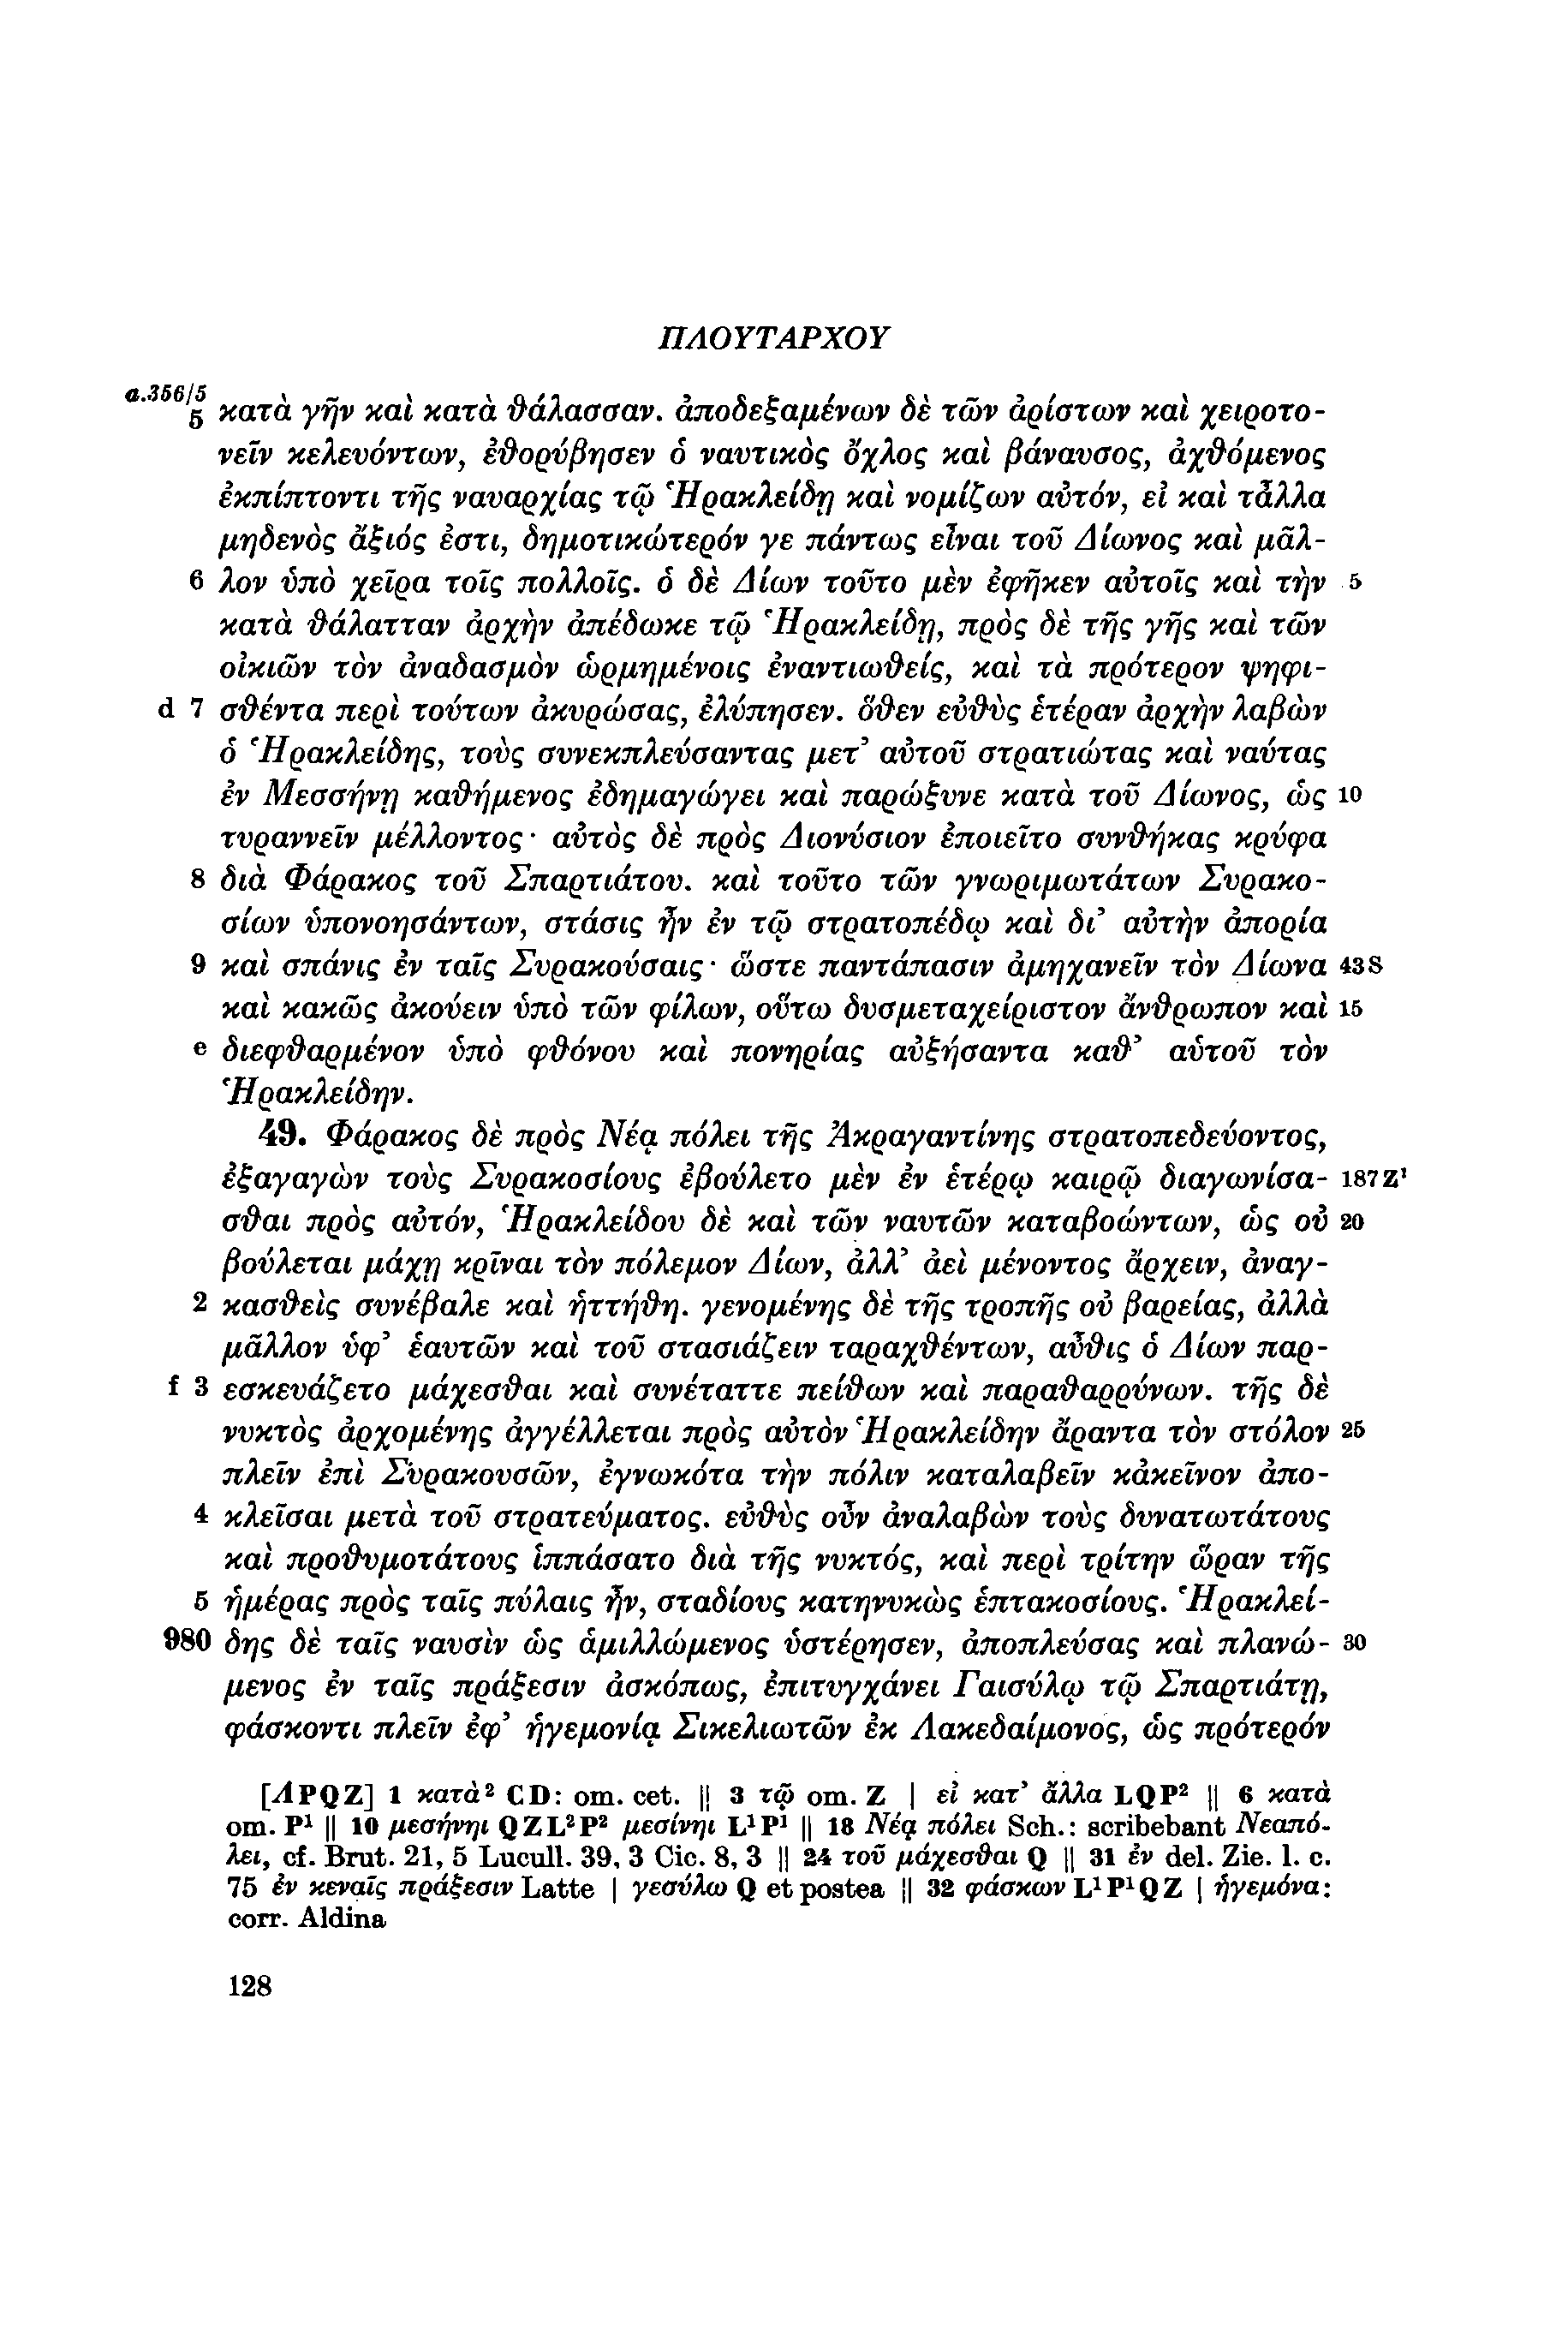 ΠΛΟΥΤΑΡΧΟΥ
a.356/5
5 κατὰ γῆν καὶ κατὰ θάλασσαν. ἀποδεξαμένων δὲ τῶν ἀρίστων καὶ χειροτο-
νεῖν κελευόντων, ἐθορύβησεν ὁ ναυτικὸς ὄχλος καὶ βάναυσος, ἀχθόμενος
ἐκπίπτοντι τῆς ναυαρχίας τῷ Ἡρακλείδῃ καὶ νομίζων αὐτόν, εἰ καὶ τἆλλα
μηδενὸς ἄξιός ἐστι, δημοτικώτερόν γε πάντως εἶναι τοῦ Δίωνος καὶ μᾶλ-
6 λον ὑπὸ χεῖρα τοῖς πολλοῖς. ὁ δὲ Δίων τοῦτο μὲν ἐφῆκεν αὐτοῖς καὶ τὴν 5
κατὰ θάλατταν ἀρχὴν ἀπέδωκε τῷ Ἡρακλείδῃ, πρὸς δὲ τῆς γῆς καὶ τῶν
οἰκιῶν τὸν ἀναδασμὸν ὡρμημένοις ἐναντιωθείς, καὶ τὰ πρότερον ψηφι-
d 7 σθέντα περὶ τούτων ἀκυρώσας, ἐλύπησεν. ὅθεν εὐθὺς ἑτέραν ἀρχὴν λαβὼν
ὁ Ἡρακλείδης, τοὺς συνεκπλεύσαντας μετ’ αὐτοῦ στρατιώτας καὶ ναύτας
ἐν Μεσσήνῃ καθήμενος ἐδημαγώγει καὶ παρώξυνε κατὰ τοῦ Δίωνος, ὡς 10
τυραννεῖν μέλλοντος· αὐτὸς δὲ πρὸς Διονύσιον ἐποιεῖτο συνθήκας κρύφα
8 διὰ Φάρακος τοῦ Σπαρτιάτου. καὶ τοῦτο τῶν γνωριμωτάτων Συρακο-
σίων ὑπονοησάντων, στάσις ἦν ἐν τῷ στρατοπέδῳ καὶ δι’ αὐτὴν ἀπορία
9 καὶ σπάνις ἐν ταῖς Συρακούσαις· ὥστε παντάπασιν ἀμηχανεῖν τὸν Δίωνα 43S
καὶ κακῶς ἀκούειν ὑπὸ τῶν φίλων, οὕτω δυσμεταχείριστον ἄνθρωπον καὶ 15
e διεφθαρμένον ὑπὸ φθόνου καὶ πονηρίας αὐξήσαντα καθ’ αὑτοῦ τὸν
Ἡρακλείδην.
49. Φάρακος δὲ πρὸς Νέᾳ πόλει τῆς Ἀκραγαντίνης στρατοπεδεύοντος,
ἐξαγαγὼν τοὺς Συρακοσίους ἐβούλετο μὲν ἐν ἑτέρῳ καιρῷ διαγωνίσα- 187Z¹
σθαι πρὸς αὐτόν, Ἡρακλείδου δὲ καὶ τῶν ναυτῶν καταβοώντων, ὡς οὐ 20
βούλεται μάχῃ κρῖναι τὸν πόλεμον Δίων, ἀλλ’ ἀεὶ μένοντος ἄρχειν, ἀναγ-
2 κασθεὶς συνέβαλε καὶ ἡττήθη. γενομένης δὲ τῆς τροπῆς οὐ βαρείας, ἀλλὰ
μᾶλλον ὑφ’ ἑαυτῶν καὶ τοῦ στασιάζειν ταραχθέντων, αὖθις ὁ Δίων παρ-
f 3 εσκευάζετο μάχεσθαι καὶ συνέταττε πείθων καὶ παραθαρρύνων. τῆς δὲ
νυκτὸς ἀρχομένης ἀγγέλλεται πρὸς αὐτὸν Ἡρακλείδην ἄραντα τὸν στόλον 25
πλεῖν ἐπὶ Συρακουσῶν, ἐγνωκότα τὴν πόλιν καταλαβεῖν κἀκεῖνον ἀπο-
4 κλεῖσαι μετὰ τοῦ στρατεύματος. εὐθὺς οὖν ἀναλαβὼν τοὺς δυνατωτάτους
καὶ προθυμοτάτους ἱππάσατο διὰ τῆς νυκτός, καὶ περὶ τρίτην ὥραν τῆς
5 ἡμέρας πρὸς ταῖς πύλαις ἦν, σταδίους κατηνυκὼς ἑπτακοσίους. Ἡρακλεί-
980 δης δὲ ταῖς ναυσὶν ὡς ἁμιλλώμενος ὑστέρησεν, ἀποπλεύσας καὶ πλανώ- 30
μενος ἐν ταῖς πράξεσιν ἀσκόπως, ἐπιτυγχάνει Γαισύλῳ τῷ Σπαρτιάτῃ,
φάσκοντι πλεῖν ἐφ’ ἡγεμονίᾳ Σικελιωτῶν ἐκ Λακεδαίμονος, ὡς πρότερόν
[ΛPQZ] 1 κατὰ² CD: om. cet. || 3 τῷ om. Z | εἰ κατ’ ἄλλα LQP² || 6 κατὰ
om. P¹ || 10 μεσήνηι QZL²P² μεσίνηι L¹P¹ || 18 Νέᾳ πόλει Sch.: scribebant Νεαπό-
λει, cf. Brut. 21, 5 Lucull. 39, 3 Cic. 8, 3 || 24 τοῦ μάχεσθαι Q || 31 ἐν del. Zie. l. c.
75 ἐν κεναῖς πράξεσιν Latte | γεσύλω Q et postea || 32 φάσκων L¹P¹QZ | ἡγεμόνα:
corr. Aldina
128